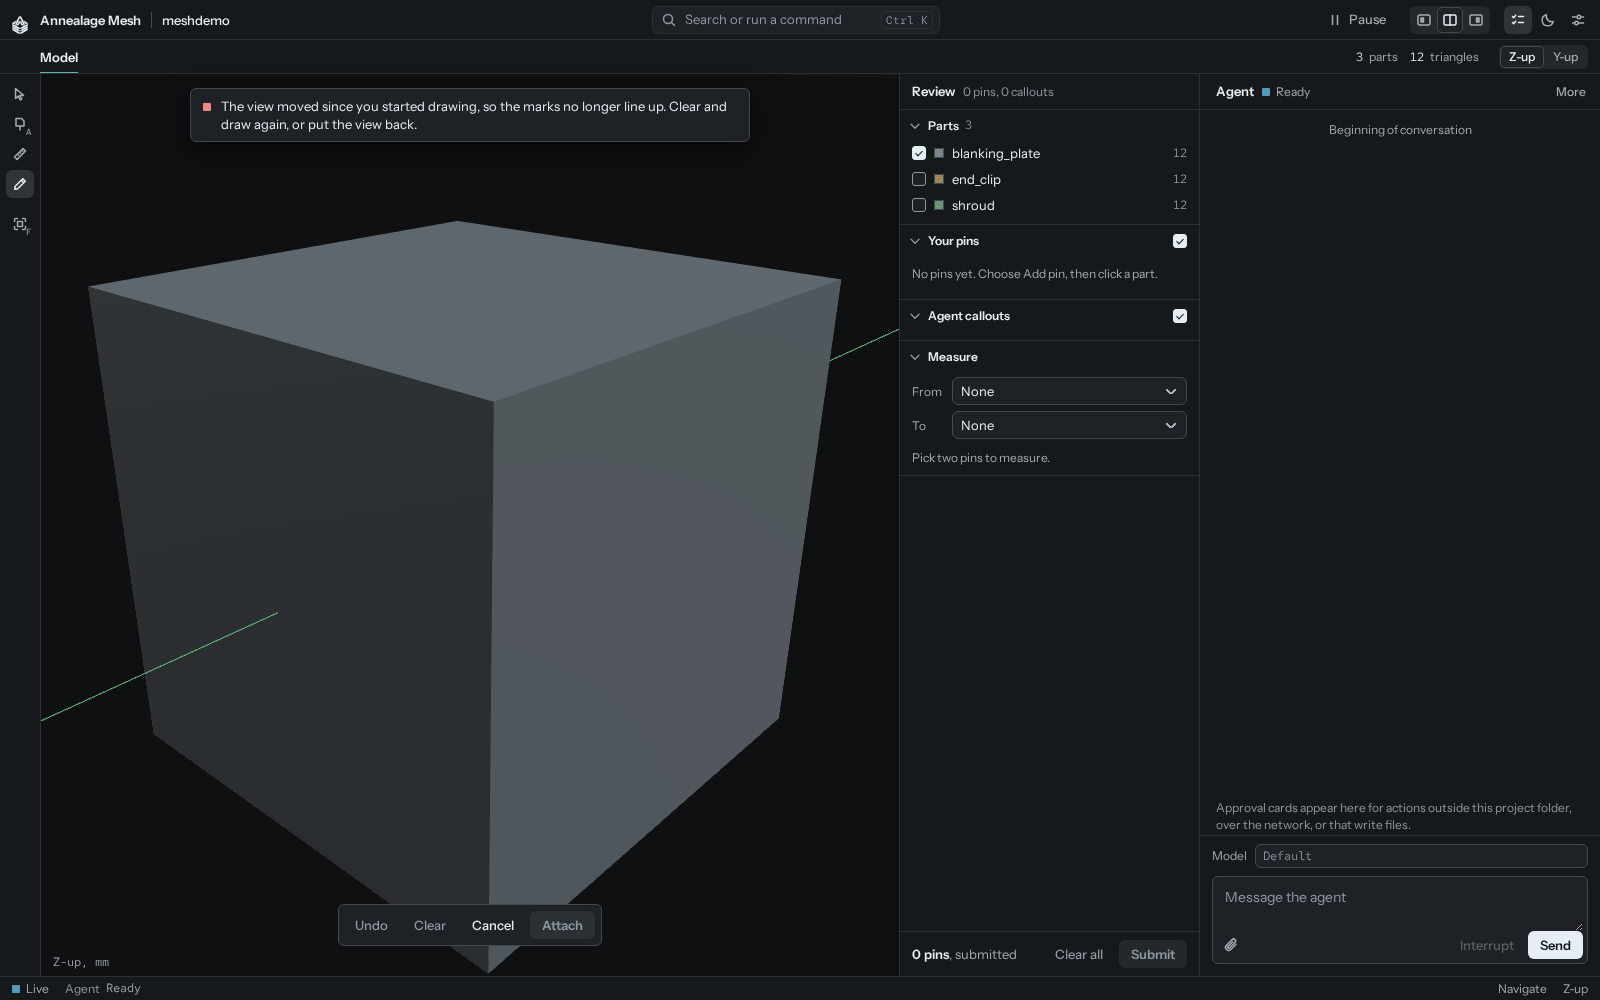 Annealage Mesh
meshdemo
Search or run a command
Ctrl K
Pause
Model
3 parts
12 triangles
Z-up
Y-up
A
F
The view moved since you started drawing, so the marks no longer line up. Clear and
draw again, or put the view back.
Undo
Clear
Cancel
Attach
Z-up, mm
Review
0 pins, 0 callouts
Parts 3
blanking_plate 12
end_clip 12
shroud 12
Your pins
No pins yet. Choose Add pin, then click a part.
Agent callouts
Measure
From None
To None
Pick two pins to measure.
0 pins, submitted
Clear all
Submit
Agent
Ready
More
Beginning of conversation
Approval cards appear here for actions outside this project folder,
over the network, or that write files.
Model Default
Message the agent
Interrupt
Send
Live
Agent Ready
Navigate
Z-up